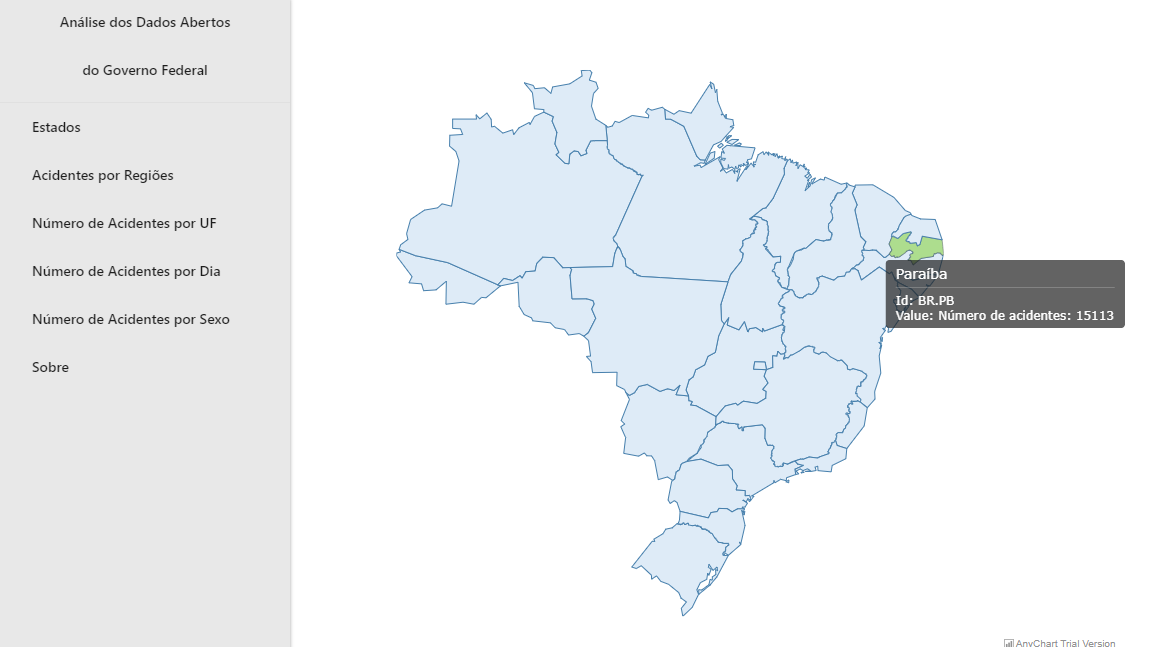 Análise dos Dados Abertos
do Governo Federal
Estados
Acidentes por Regiões
Número de Acidentes por UF
Número de Acidentes por Dia
Número de Acidentes por Sexo
Sobre
Paraíba
Id: BR.PB
Value: Número de acidentes: 15113
AnyChart Trial Version